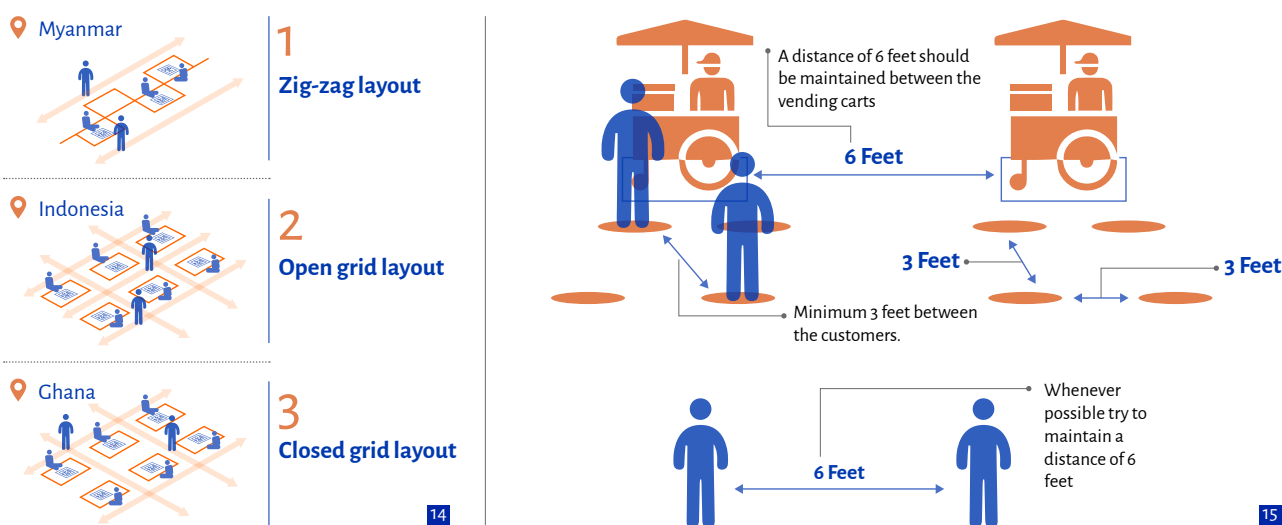 Myanmar
1
Zig-zag layout
Indonesia
2
Open grid layout
Ghana
3
Closed grid layout
14
A distance of 6 feet should
be maintained between the
vending carts
6 Feet
3 Feet
3 Feet
Minimum 3 feet between
the customers.
Whenever
possible try to
maintain a
distance of 6
feet
6 Feet
15